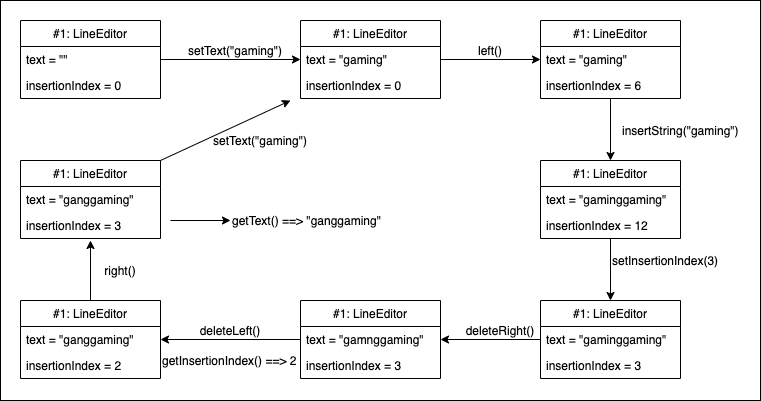 #1: LineEditor
text = ""
insertionIndex = 0
setText("gaming")
#1: LineEditor
text = "gaming"
insertionIndex = 0
left()
#1: LineEditor
text = "gaming"
insertionIndex = 6
insertString("gaming")
#1: LineEditor
text = "gaminggaming"
insertionIndex = 12
setInsertionIndex(3)
#1: LineEditor
text = "gaminggaming"
insertionIndex = 3
deleteRight()
#1: LineEditor
text = "gamnggaming"
insertionIndex = 3
deleteLeft()
getInsertionIndex() ==> 2
#1: LineEditor
text = "ganggaming"
insertionIndex = 2
right()
#1: LineEditor
text = "ganggaming"
insertionIndex = 3
getText() ==> "ganggaming"
setText("gaming")